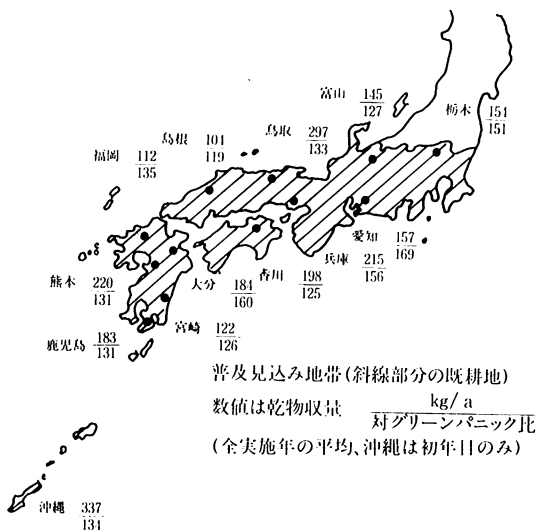 富山 145/127
栃木 154/151
鳥取 297/133
島根 104/119
福岡 112/135
愛知 157/169
兵庫 215/156
香川 198/125
大分 184/160
熊本 220/131
宮崎 122/126
鹿児島 183/131
普及見込み地帯(斜線部分の既耕地)
数値は乾物収量 kg/a / 対グリーンパニック比
(全実施年の平均、沖縄は初年目のみ)
沖縄 337/134